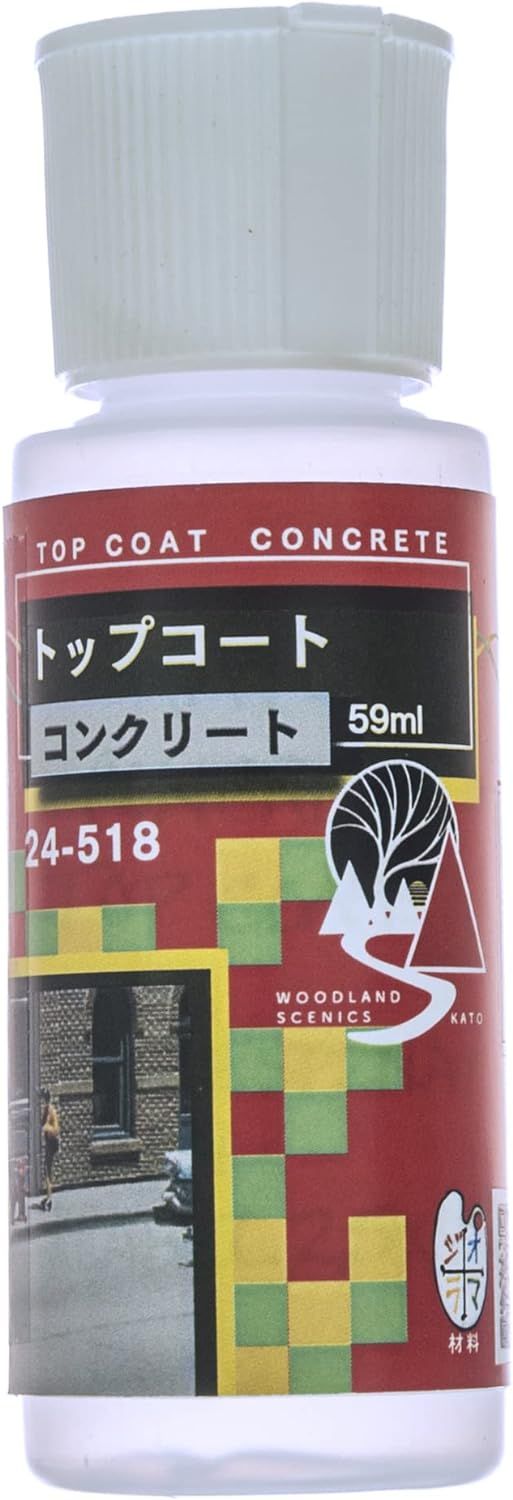 TOP COAT CONCRETE
トップコート
コンクリート 59ml
24-518
WOODLAND
SCENICS KATO
ジオ
ラマ
材料